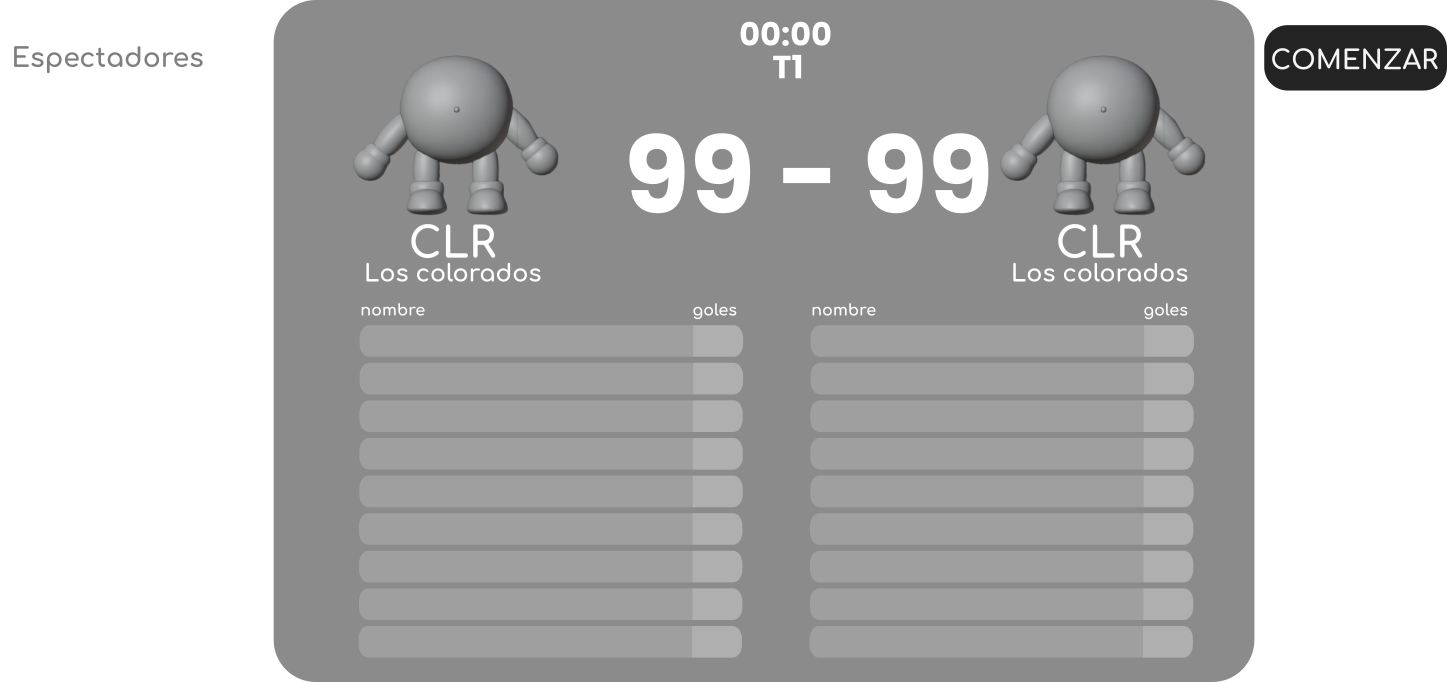 Espectadores
00:00
T1
COMENZAR
99 - 99
CLR
Los colorados
CLR
Los colorados
nombre goles
nombre goles